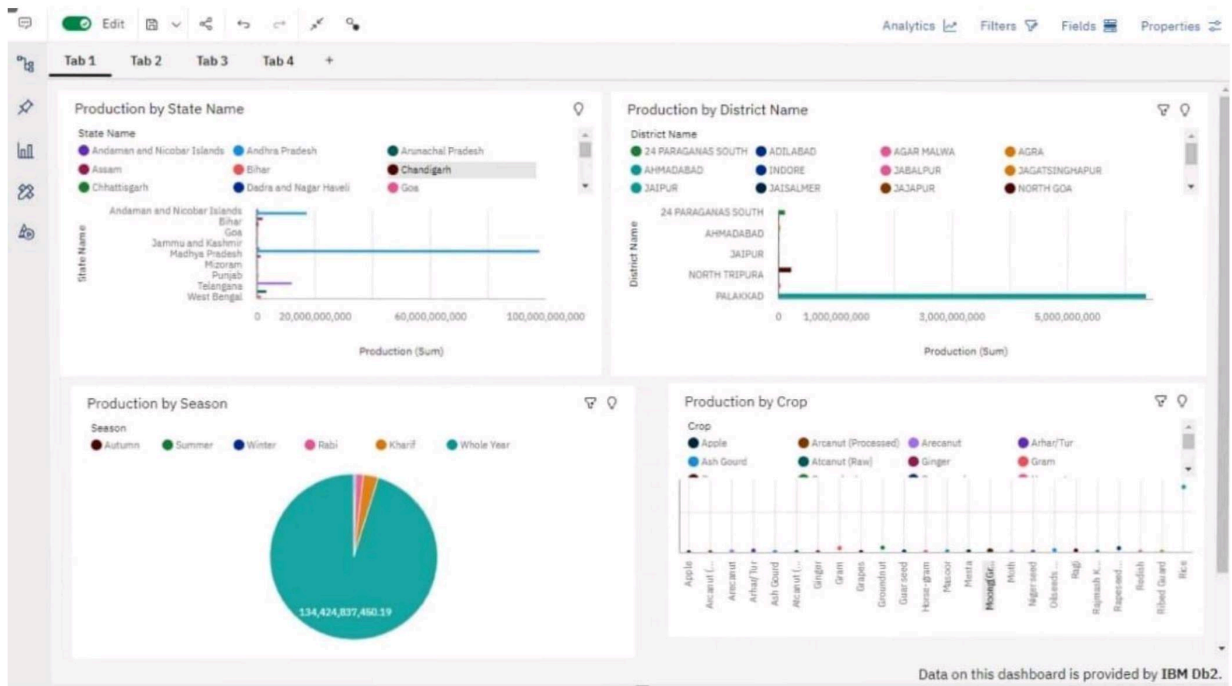 Edit
Analytics Filters Fields Properties
Tab 1 Tab 2 Tab 3 Tab 4 +
Production by State Name
State Name
Andaman and Nicobar Islands Andhra Pradesh Arunachal Pradesh
Assam Bihar Chandigarh
Chhattisgarh Dadra and Nagar Haveli Goa
State Name
Andaman and Nicobar Islands
Bihar
Goa
Jammu and Kashmir
Madhya Pradesh
Mizoram
Punjab
Telangana
West Bengal
0 20,000,000,000 60,000,000,000 100,000,000,000
Production (Sum)
Production by District Name
District Name
24 PARAGANAS SOUTH ADILABAD AGAR MALWA AGRA
AHMADABAD INDORE JABALPUR JAGATSINGHAPUR
JAIPUR JAISALMER JAJAPUR NORTH GOA
District Name
24 PARAGANAS SOUTH
AHMADABAD
JAIPUR
NORTH TRIPURA
PALAKKAD
0 1,000,000,000 3,000,000,000 5,000,000,000
Production (Sum)
Production by Season
Season
Autumn Summer Winter Rabi Kharif Whole Year
134,424,837,450.19
Production by Crop
Crop
Apple Arcanut (Processed) Arecanut Arhar/Tur
Ash Gourd Atcanut (Raw) Ginger Gram
Apple
Arcanut (...
Arecanut
Arhar/Tur
Ash Gourd
Atcanut (...
Ginger
Gram
Grapes
Groundnut
Guar seed
Horse-gram
Masoor
Mesta
Moong(Gr...
Moth
Niger seed
Oilseeds ...
Ragi
Rajmash K...
Rapeseed...
Redish
Ribed Guard
Rice
Data on this dashboard is provided by IBM Db2.